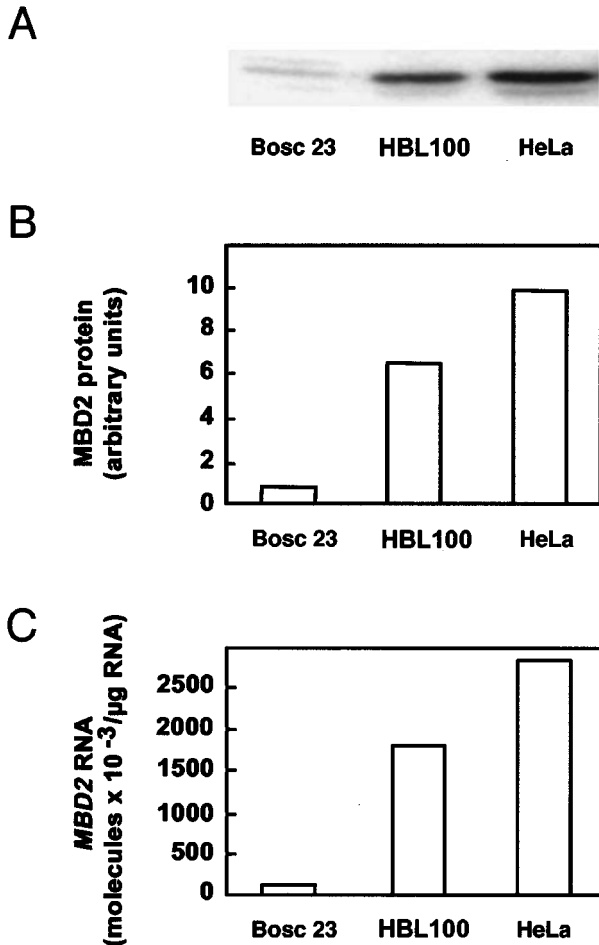 A
Bosc 23 HBL100 HeLa
B
MBD2 protein
(arbitrary units)
10
8
6
4
2
0
Bosc 23 HBL100 HeLa
C
MBD2 RNA
(molecules x 10 -3/µg RNA)
2500
2000
1500
1000
500
0
Bosc 23 HBL100 HeLa